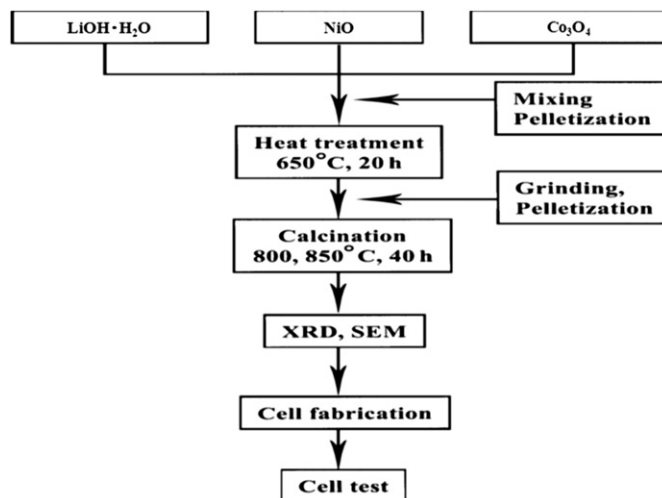 LiOH·H₂O
NiO
Co₃O₄
Mixing
Pelletization
Heat treatment
650°C, 20 h
Grinding,
Pelletization
Calcination
800, 850°C, 40 h
XRD, SEM
Cell fabrication
Cell test